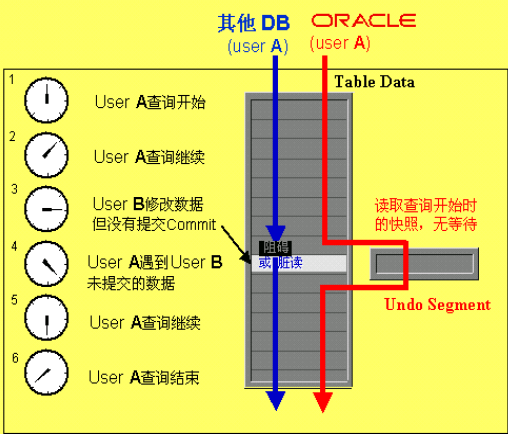 其他 DB
(user A)
ORACLE
(user A)
Table Data
1
User A查询开始
2
User A查询继续
3
User B修改数据
但没有提交Commit
读取查询开始时
的快照，无等待
阻碍
或 脏读
4
User A遇到User B
未提交的数据
Undo Segment
5
User A查询继续
6
User A查询结束